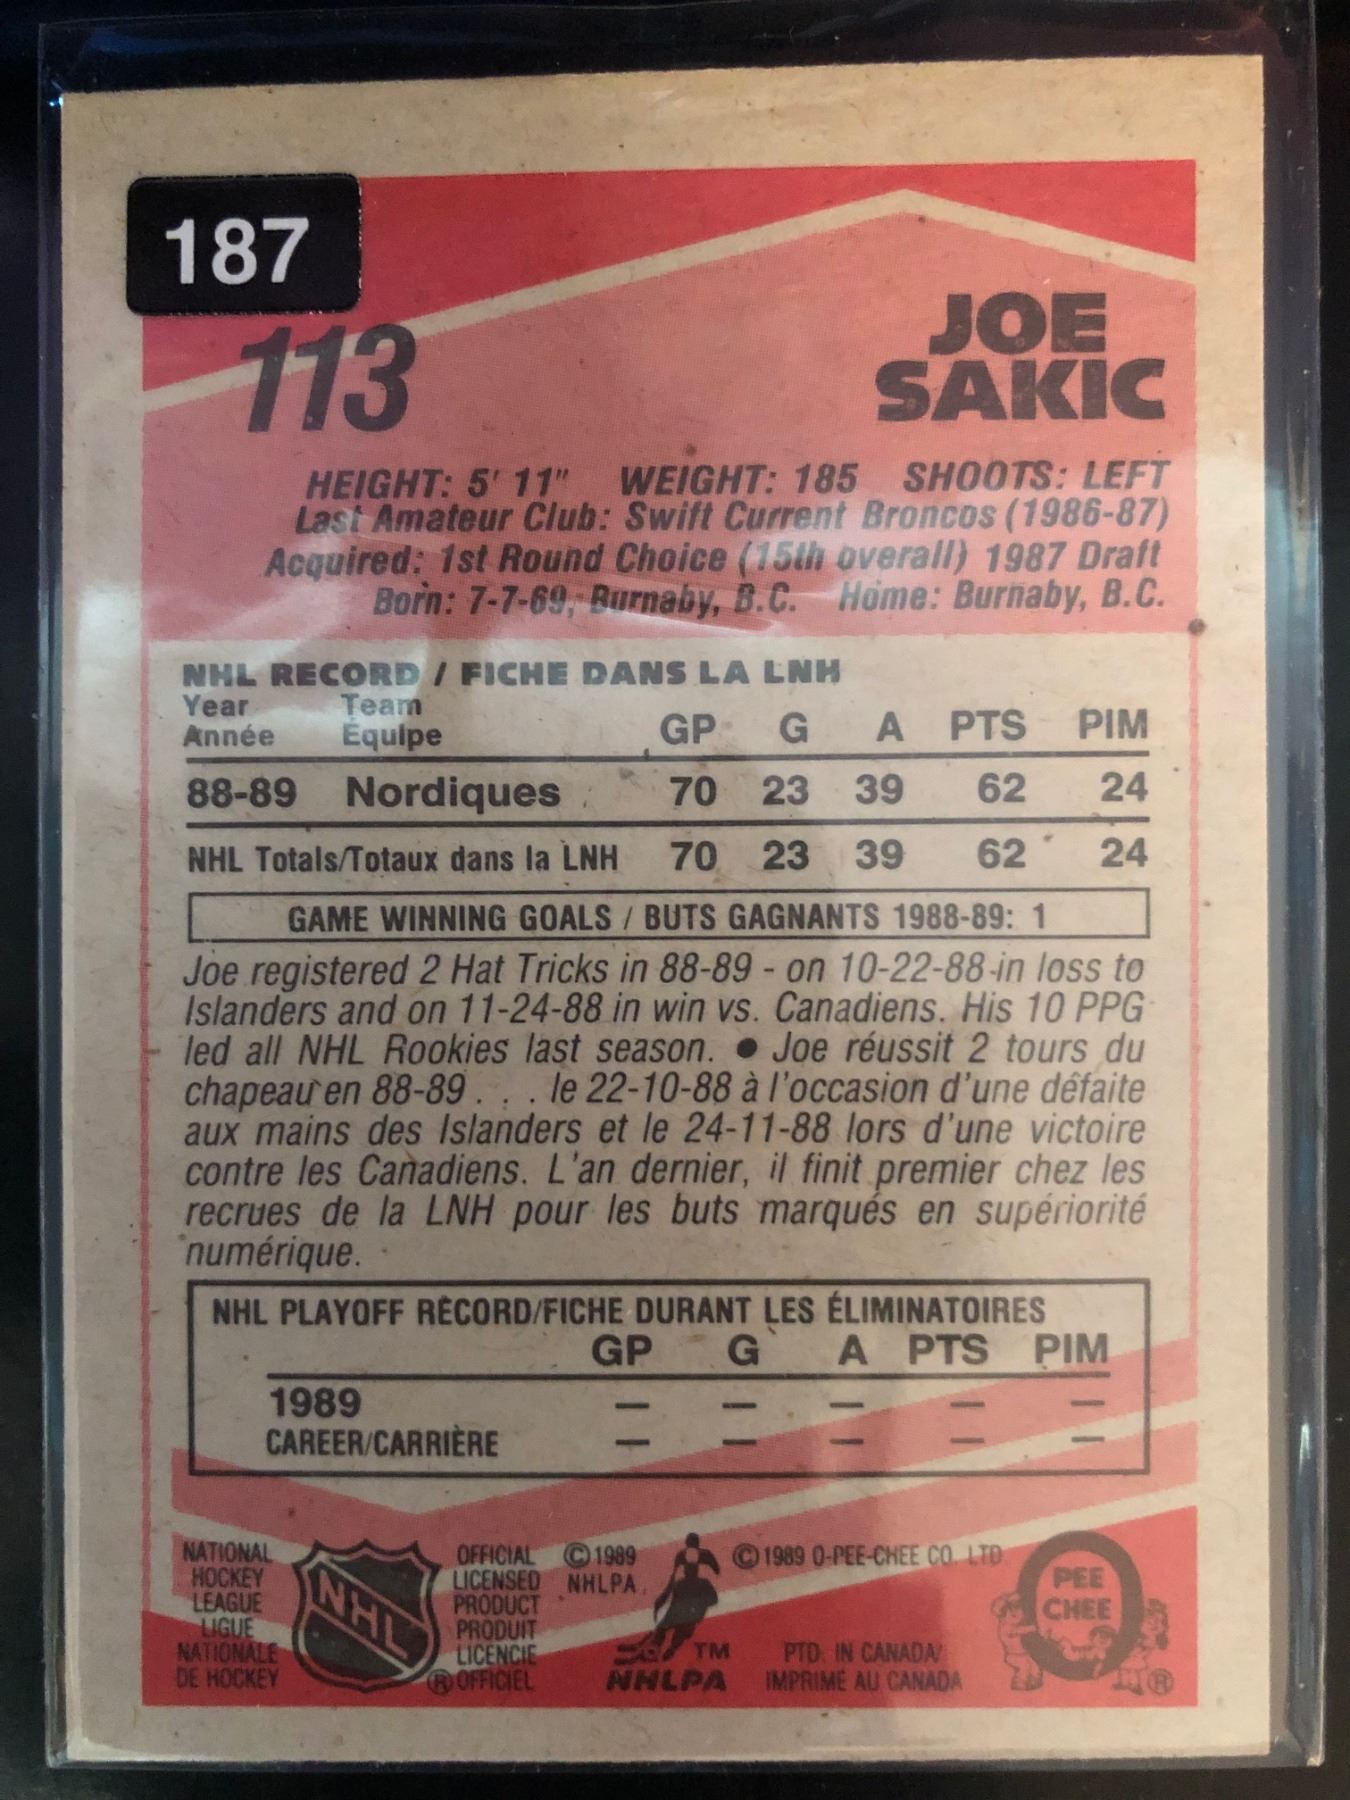 187
113
JOE
SAKIC
HEIGHT: 5' 11" WEIGHT: 185 SHOOTS: LEFT
Last Amateur Club: Swift Current Broncos (1986-87)
Acquired: 1st Round Choice (15th overall) 1987 Draft
Born: 7-7-69, Burnaby, B.C. Home: Burnaby, B.C.
NHL RECORD / FICHE DANS LA LNH
Year Team
Année Équipe GP G A PTS PIM
88-89 Nordiques 70 23 39 62 24
NHL Totals/Totaux dans la LNH 70 23 39 62 24
GAME WINNING GOALS / BUTS GAGNANTS 1988-89: 1
Joe registered 2 Hat Tricks in 88-89 - on 10-22-88 in loss to
Islanders and on 11-24-88 in win vs. Canadiens. His 10 PPG
led all NHL Rookies last season. ● Joe réussit 2 tours du
chapeau en 88-89 . . . le 22-10-88 à l'occasion d'une défaite
aux mains des Islanders et le 24-11-88 lors d'une victoire
contre les Canadiens. L'an dernier, il finit premier chez les
recrues de la LNH pour les buts marqués en supériorité
numérique.
NHL PLAYOFF RECORD/FICHE DURANT LES ÉLIMINATOIRES
GP G A PTS PIM
1989 — — — — —
CAREER/CARRIÈRE — — — — —
NATIONAL
HOCKEY
LEAGUE
LIGUE
NATIONALE
DE HOCKEY
NHL
®
OFFICIAL
LICENSED
PRODUCT
PRODUIT
LICENCIE
OFFICIEL
© 1989
NHLPA
TM
NHLPA
© 1989 O-PEE-CHEE CO. LTD.
PTD. IN CANADA/
IMPRIMÉ AU CANADA
O
PEE
CHEE
®